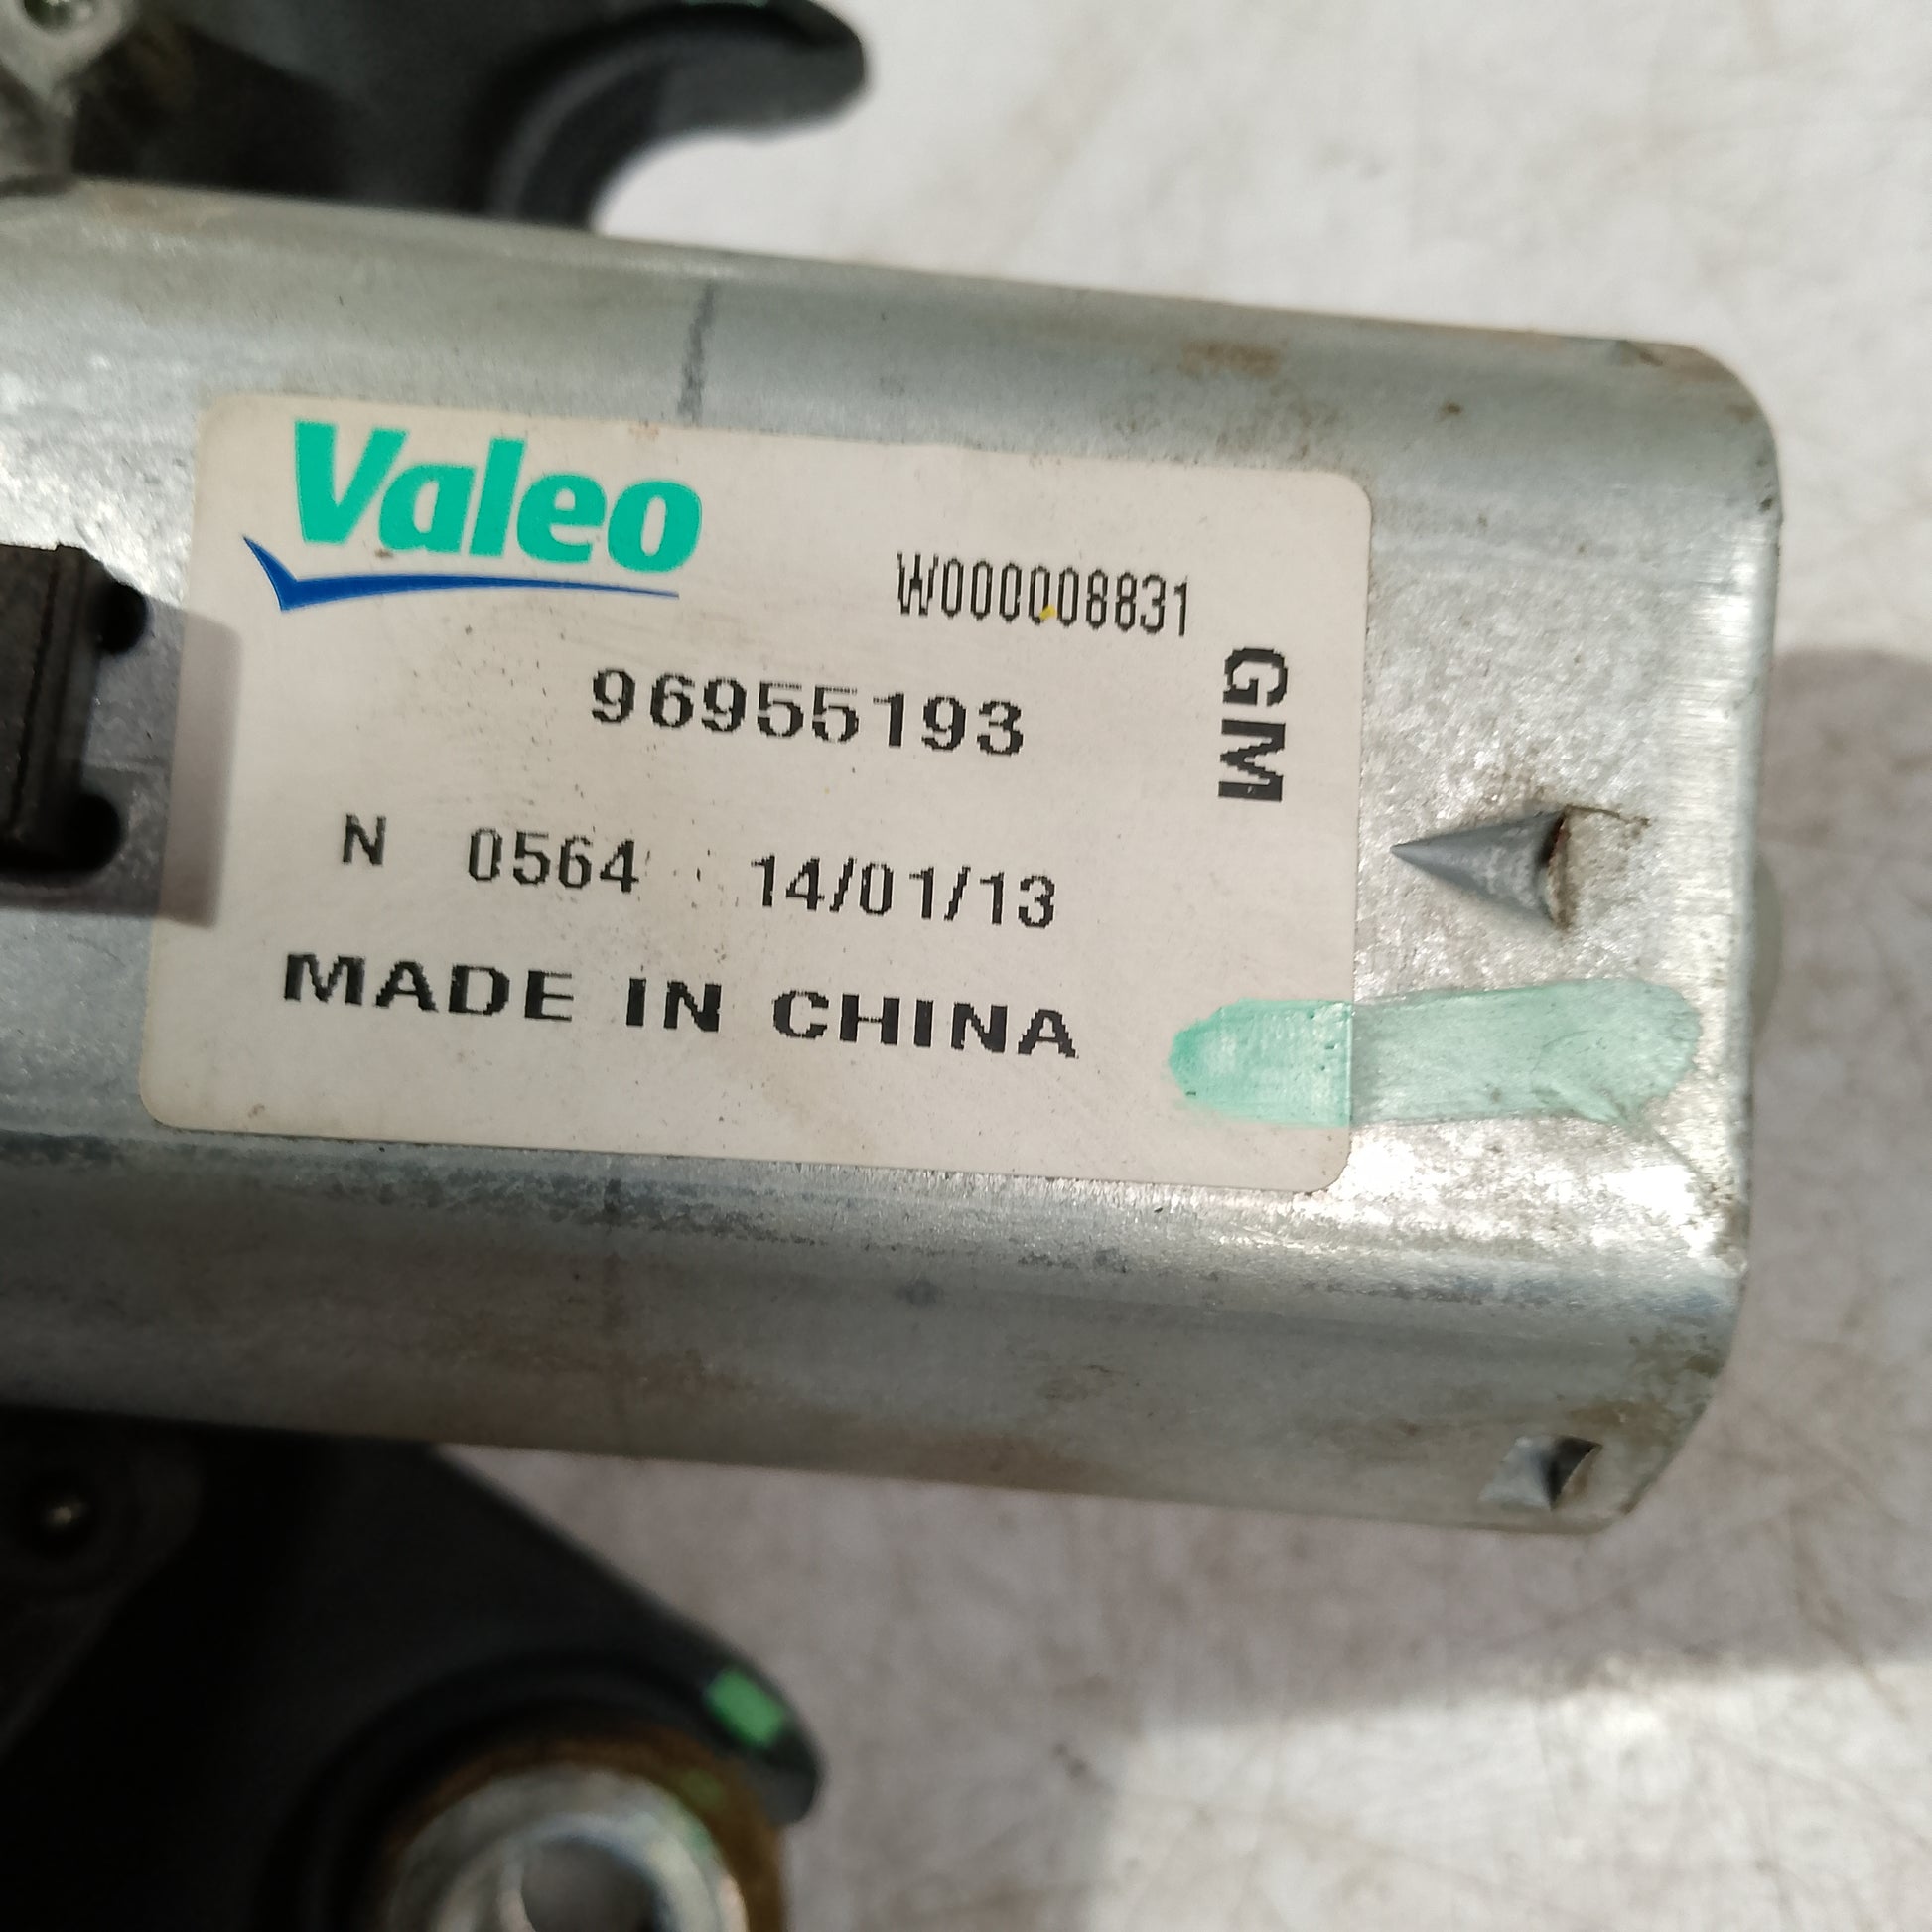 Valeo
W000008831
96955193
GM
N 0564 14/01/13
MADE IN CHINA